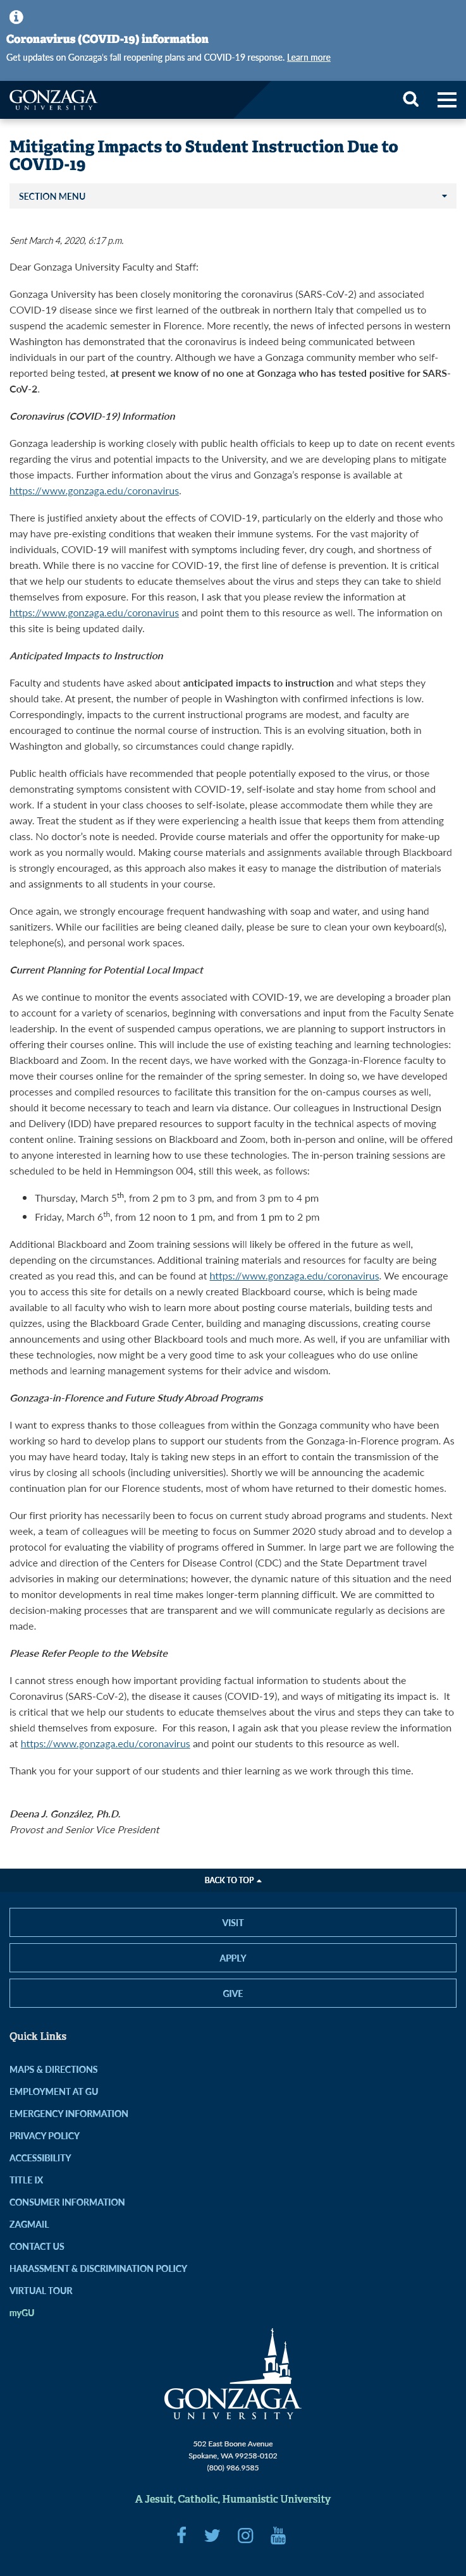 Coronavirus (COVID-19) information
Get updates on Gonzaga's fall reopening plans and COVID-19 response. Learn more
GONZAGA
UNIVERSITY
Mitigating Impacts to Student Instruction Due to
COVID-19
SECTION MENU
Sent March 4, 2020, 6:17 p.m.
Dear Gonzaga University Faculty and Staff:
Gonzaga University has been closely monitoring the coronavirus (SARS-CoV-2) and associated
COVID-19 disease since we first learned of the outbreak in northern Italy that compelled us to
suspend the academic semester in Florence. More recently, the news of infected persons in western
Washington has demonstrated that the coronavirus is indeed being communicated between
individuals in our part of the country. Although we have a Gonzaga community member who self-
reported being tested, at present we know of no one at Gonzaga who has tested positive for SARS-
CoV-2.
Coronavirus (COVID-19) Information
Gonzaga leadership is working closely with public health officials to keep up to date on recent events
regarding the virus and potential impacts to the University, and we are developing plans to mitigate
those impacts. Further information about the virus and Gonzaga's response is available at
https://www.gonzaga.edu/coronavirus.
There is justified anxiety about the effects of COVID-19, particularly on the elderly and those who
may have pre-existing conditions that weaken their immune systems. For the vast majority of
individuals, COVID-19 will manifest with symptoms including fever, dry cough, and shortness of
breath. While there is no vaccine for COVID-19, the first line of defense is prevention. It is critical
that we help our students to educate themselves about the virus and steps they can take to shield
themselves from exposure. For this reason, I ask that you please review the information at
https://www.gonzaga.edu/coronavirus and point them to this resource as well. The information on
this site is being updated daily.
Anticipated Impacts to Instruction
Faculty and students have asked about anticipated impacts to instruction and what steps they
should take. At present, the number of people in Washington with confirmed infections is low.
Correspondingly, impacts to the current instructional programs are modest, and faculty are
encouraged to continue the normal course of instruction. This is an evolving situation, both in
Washington and globally, so circumstances could change rapidly.
Public health officials have recommended that people potentially exposed to the virus, or those
demonstrating symptoms consistent with COVID-19, self-isolate and stay home from school and
work. If a student in your class chooses to self-isolate, please accommodate them while they are
away. Treat the student as if they were experiencing a health issue that keeps them from attending
class. No doctor's note is needed. Provide course materials and offer the opportunity for make-up
work as you normally would. Making course materials and assignments available through Blackboard
is strongly encouraged, as this approach also makes it easy to manage the distribution of materials
and assignments to all students in your course.
Once again, we strongly encourage frequent handwashing with soap and water, and using hand
sanitizers. While our facilities are being cleaned daily, please be sure to clean your own keyboard(s),
telephone(s), and personal work spaces.
Current Planning for Potential Local Impact
As we continue to monitor the events associated with COVID-19, we are developing a broader plan
to account for a variety of scenarios, beginning with conversations and input from the Faculty Senate
leadership. In the event of suspended campus operations, we are planning to support instructors in
offering their courses online. This will include the use of existing teaching and learning technologies:
Blackboard and Zoom. In the recent days, we have worked with the Gonzaga-in-Florence faculty to
move their courses online for the remainder of the spring semester. In doing so, we have developed
processes and compiled resources to facilitate this transition for the on-campus courses as well,
should it become necessary to teach and learn via distance. Our colleagues in Instructional Design
and Delivery (IDD) have prepared resources to support faculty in the technical aspects of moving
content online. Training sessions on Blackboard and Zoom, both in-person and online, will be offered
to anyone interested in learning how to use these technologies. The in-person training sessions are
scheduled to be held in Hemmingson 004, still this week, as follows:
• Thursday, March 5th, from 2 pm to 3 pm, and from 3 pm to 4 pm
• Friday, March 6th, from 12 noon to 1 pm, and from 1 pm to 2 pm
Additional Blackboard and Zoom training sessions will likely be offered in the future as well,
depending on the circumstances. Additional training materials and resources for faculty are being
created as you read this, and can be found at https://www.gonzaga.edu/coronavirus. We encourage
you to access this site for details on a newly created Blackboard course, which is being made
available to all faculty who wish to learn more about posting course materials, building tests and
quizzes, using the Blackboard Grade Center, building and managing discussions, creating course
announcements and using other Blackboard tools and much more. As well, if you are unfamiliar with
these technologies, now might be a very good time to ask your colleagues who do use online
methods and learning management systems for their advice and wisdom.
Gonzaga-in-Florence and Future Study Abroad Programs
I want to express thanks to those colleagues from within the Gonzaga community who have been
working so hard to develop plans to support our students from the Gonzaga-in-Florence program. As
you may have heard today, Italy is taking new steps in an effort to contain the transmission of the
virus by closing all schools (including universities). Shortly we will be announcing the academic
continuation plan for our Florence students, most of whom have returned to their domestic homes.
Our first priority has necessarily been to focus on current study abroad programs and students. Next
week, a team of colleagues will be meeting to focus on Summer 2020 study abroad and to develop a
protocol for evaluating the viability of programs offered in Summer. In large part we are following the
advice and direction of the Centers for Disease Control (CDC) and the State Department travel
advisories in making our determinations; however, the dynamic nature of this situation and the need
to monitor developments in real time makes longer-term planning difficult. We are committed to
decision-making processes that are transparent and we will communicate regularly as decisions are
made.
Please Refer People to the Website
I cannot stress enough how important providing factual information to students about the
Coronavirus (SARS-CoV-2), the disease it causes (COVID-19), and ways of mitigating its impact is. It
is critical that we help our students to educate themselves about the virus and steps they can take to
shield themselves from exposure. For this reason, I again ask that you please review the information
at https://www.gonzaga.edu/coronavirus and point our students to this resource as well.
Thank you for your support of our students and thier learning as we work through this time.
Deena J. González, Ph.D.
Provost and Senior Vice President
BACK TO TOP
VISIT
APPLY
GIVE
Quick Links
MAPS & DIRECTIONS
EMPLOYMENT AT GU
EMERGENCY INFORMATION
PRIVACY POLICY
ACCESSIBILITY
TITLE IX
CONSUMER INFORMATION
ZAGMAIL
CONTACT US
HARASSMENT & DISCRIMINATION POLICY
VIRTUAL TOUR
myGU
GONZAGA
UNIVERSITY
502 East Boone Avenue
Spokane, WA 99258-0102
(800) 986.9585
A Jesuit, Catholic, Humanistic University
You Tube